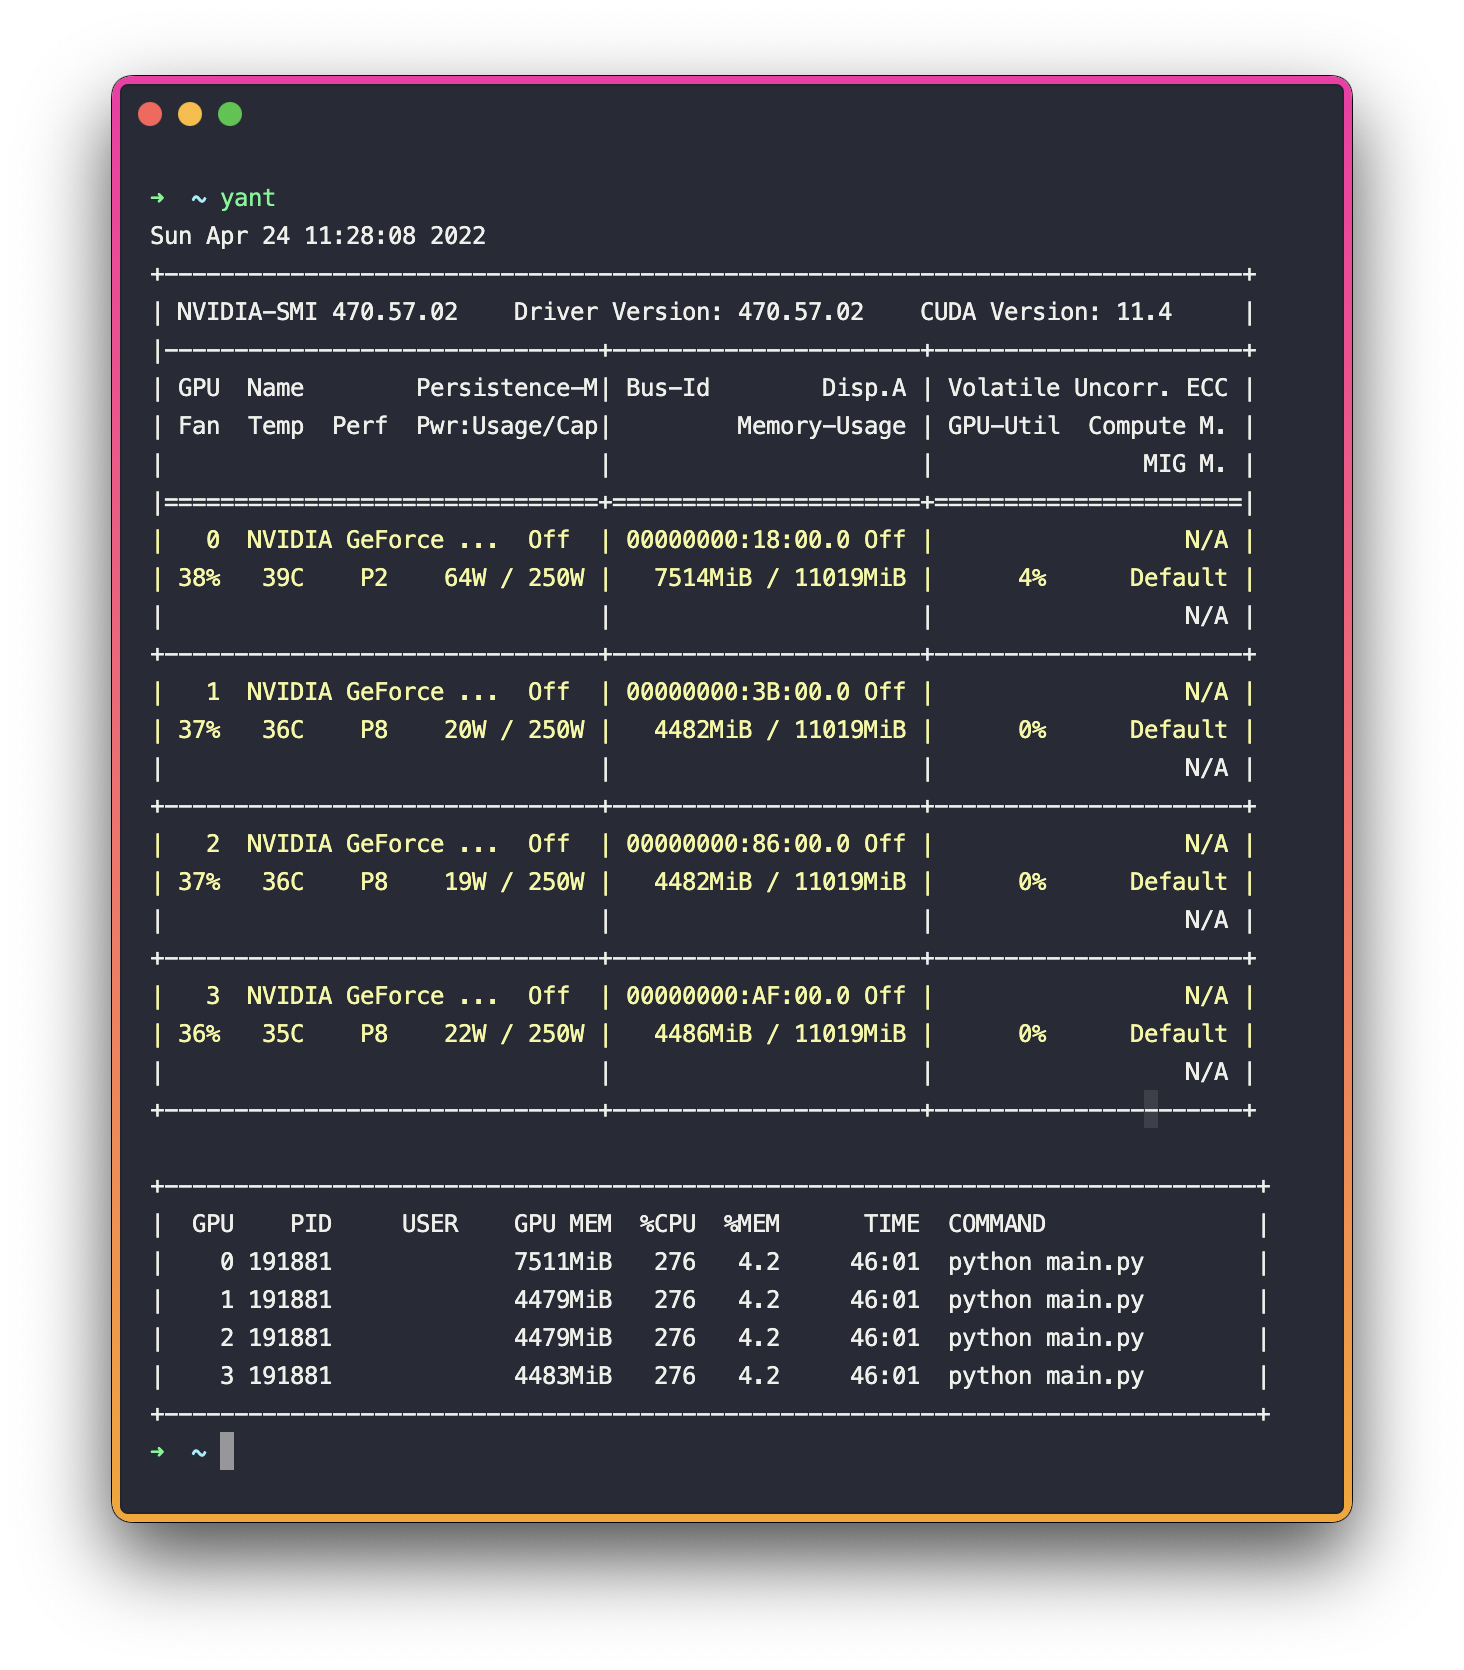 ➜  ~ yant
Sun Apr 24 11:28:08 2022
+-----------------------------------------------------------------------------+
| NVIDIA-SMI 470.57.02    Driver Version: 470.57.02    CUDA Version: 11.4     |
|-------------------------------+----------------------+----------------------+
| GPU  Name        Persistence-M| Bus-Id        Disp.A | Volatile Uncorr. ECC |
| Fan  Temp  Perf  Pwr:Usage/Cap|         Memory-Usage | GPU-Util  Compute M. |
|                               |                      |               MIG M. |
|===============================+======================+======================|
|   0  NVIDIA GeForce ...  Off  | 00000000:18:00.0 Off |                  N/A |
| 38%   39C    P2    64W / 250W |   7514MiB / 11019MiB |      4%      Default |
|                               |                      |                  N/A |
+-------------------------------+----------------------+----------------------+
|   1  NVIDIA GeForce ...  Off  | 00000000:3B:00.0 Off |                  N/A |
| 37%   36C    P8    20W / 250W |   4482MiB / 11019MiB |      0%      Default |
|                               |                      |                  N/A |
+-------------------------------+----------------------+----------------------+
|   2  NVIDIA GeForce ...  Off  | 00000000:86:00.0 Off |                  N/A |
| 37%   36C    P8    19W / 250W |   4482MiB / 11019MiB |      0%      Default |
|                               |                      |                  N/A |
+-------------------------------+----------------------+----------------------+
|   3  NVIDIA GeForce ...  Off  | 00000000:AF:00.0 Off |                  N/A |
| 36%   35C    P8    22W / 250W |   4486MiB / 11019MiB |      0%      Default |
|                               |                      |                  N/A |
+-------------------------------+----------------------+----------------------+
+------------------------------------------------------------------------------+
|  GPU    PID     USER    GPU MEM  %CPU  %MEM      TIME  COMMAND               |
|    0 191881             7511MiB   276   4.2     46:01  python main.py        |
|    1 191881             4479MiB   276   4.2     46:01  python main.py        |
|    2 191881             4479MiB   276   4.2     46:01  python main.py        |
|    3 191881             4483MiB   276   4.2     46:01  python main.py        |
+------------------------------------------------------------------------------+
➜  ~